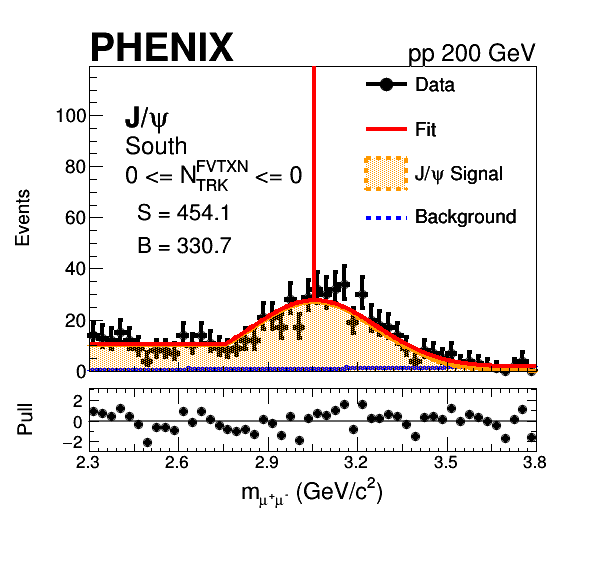 PHENIX pp 200 GeV
J/ψ
South
0 <= N_TRK^FVTXN <= 0
S = 454.1
B = 330.7
Data
Fit
J/ψ Signal
Background
Events
100
80
60
40
20
0
Pull
2
0
−2
2.3 2.6 2.9 3.2 3.5 3.8
m_μ⁺μ⁻ (GeV/c²)